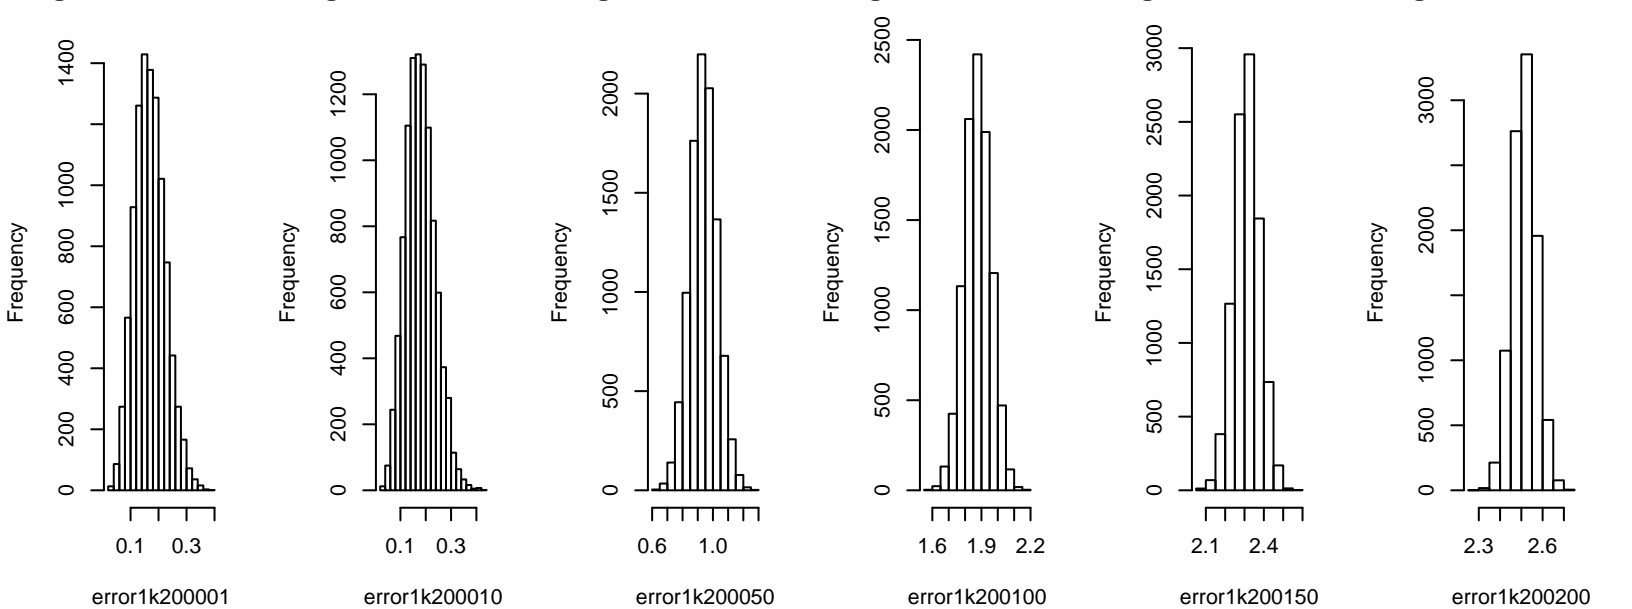 Frequency
0 200 400 600 800 1000 1400
0.1 0.3
error1k200001
Frequency
0 200 400 600 800 1000 1200
0.1 0.3
error1k200010
Frequency
0 500 1000 1500 2000
0.6 1.0
error1k200050
Frequency
0 500 1000 1500 2000 2500
1.6 1.9 2.2
error1k200100
Frequency
0 500 1000 1500 2000 2500 3000
2.1 2.4
error1k200150
Frequency
0 500 1000 2000 3000
2.3 2.6
error1k200200